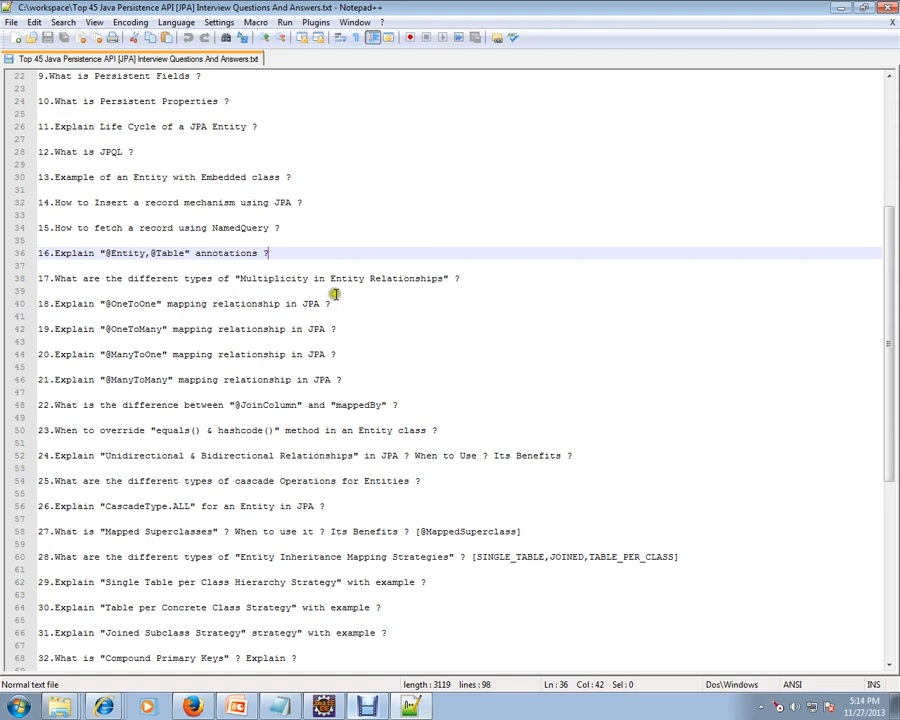 C:\workspace\Top 45 Java Persistence API [JPA] Interview Questions And Answers.txt - Notepad++
File Edit Search View Encoding Language Settings Macro Run Plugins Window ?
X
Top 45 Java Persistence API [JPA] Interview Questions And Answers.txt
22 9.What is Persistent Fields ?
23
24 10.What is Persistent Properties ?
25
26 11.Explain Life Cycle of a JPA Entity ?
27
28 12.What is JPQL ?
29
30 13.Example of an Entity with Embedded class ?
31
32 14.How to Insert a record mechanism using JPA ?
33
34 15.How to fetch a record using NamedQuery ?
35
36 16.Explain "@Entity,@Table" annotations ?
37
38 17.What are the different types of "Multiplicity in Entity Relationships" ?
39
40 18.Explain "@OneToOne" mapping relationship in JPA ?
41
42 19.Explain "@OneToMany" mapping relationship in JPA ?
43
44 20.Explain "@ManyToOne" mapping relationship in JPA ?
45
46 21.Explain "@ManyToMany" mapping relationship in JPA ?
47
48 22.What is the difference between "@JoinColumn" and "mappedBy" ?
49
50 23.When to override "equals() & hashcode()" method in an Entity class ?
51
52 24.Explain "Unidirectional & Bidirectional Relationships" in JPA ? When to Use ? Its Benefits ?
53
54 25.What are the different types of cascade Operations for Entities ?
55
56 26.Explain "CascadeType.ALL" for an Entity in JPA ?
57
58 27.What is "Mapped Superclasses" ? When to use it ? Its Benefits ? [@MappedSuperclass]
59
60 28.What are the different types of "Entity Inheritance Mapping Strategies" ? [SINGLE_TABLE,JOINED,TABLE_PER_CLASS]
61
62 29.Explain "Single Table per Class Hierarchy Strategy" with example ?
63
64 30.Explain "Table per Concrete Class Strategy" with example ?
65
66 31.Explain "Joined Subclass Strategy" strategy" with example ?
67
68 32.What is "Compound Primary Keys" ? Explain ?
Normal text file length : 3119 lines : 98 Ln : 36 Col : 42 Sel : 0 Dos\Windows ANSI INS
5:14 PM
11/27/2013